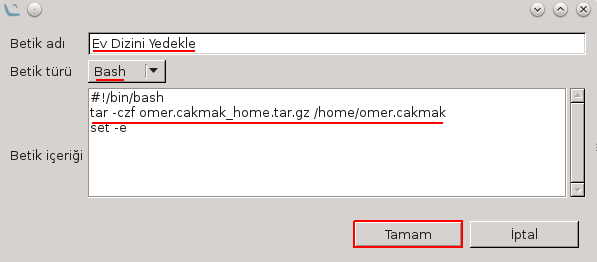 Betik adı
Ev Dizini Yedekle
Betik türü
Bash
#!/bin/bash
tar -czf omer.cakmak_home.tar.gz /home/omer.cakmak
set -e
Betik içeriği
Tamam
İptal